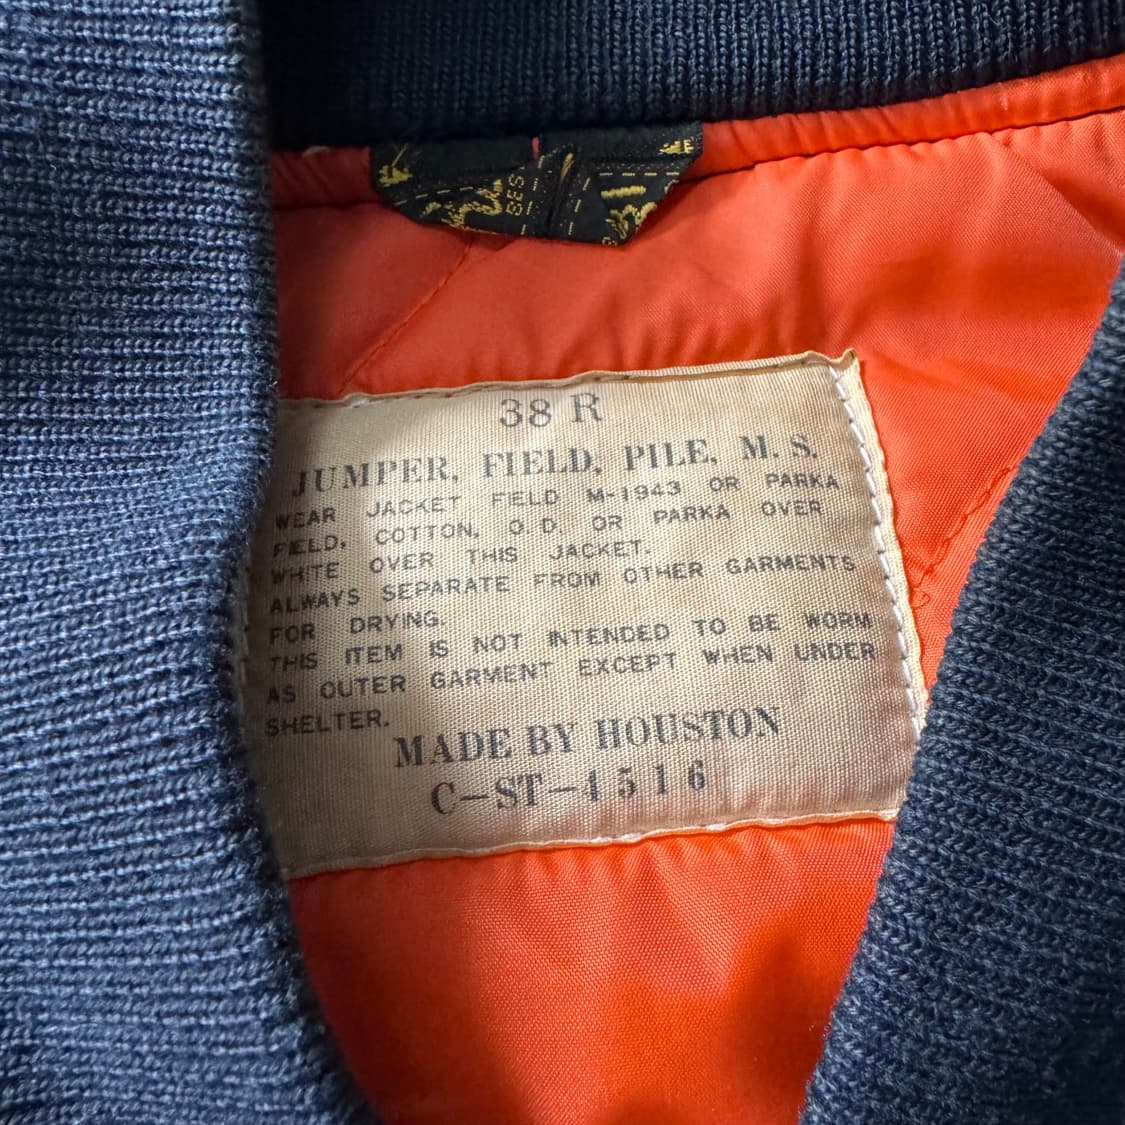 38 R
JUMPER, FIELD, PILE, M. S.
WEAR JACKET FIELD M-1943 OR PARKA
FIELD, COTTON, O. D. OR PARKA OVER
WHITE OVER THIS JACKET.
ALWAYS SEPARATE FROM OTHER GARMENTS
FOR DRYING.
THIS ITEM IS NOT INTENDED TO BE WORM
AS OUTER GARMENT EXCEPT WHEN UNDER
SHELTER.
MADE BY HOUSTON
C-ST-4516